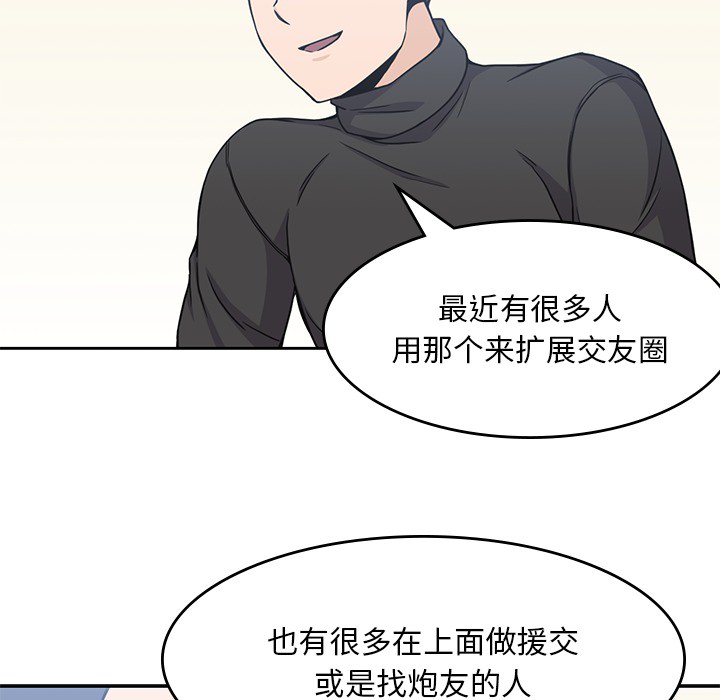 最近有很多人
用那个来扩展交友圈
也有很多在上面做援交
或是找炮友的人